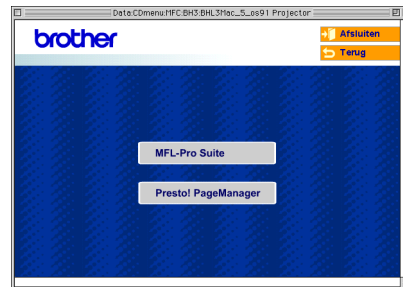 Data:CDmenu:MFC:BH3:BHL3Mac_5_os91 Projector
brother
Afsluiten
Terug
MFL-Pro Suite
Presto! PageManager